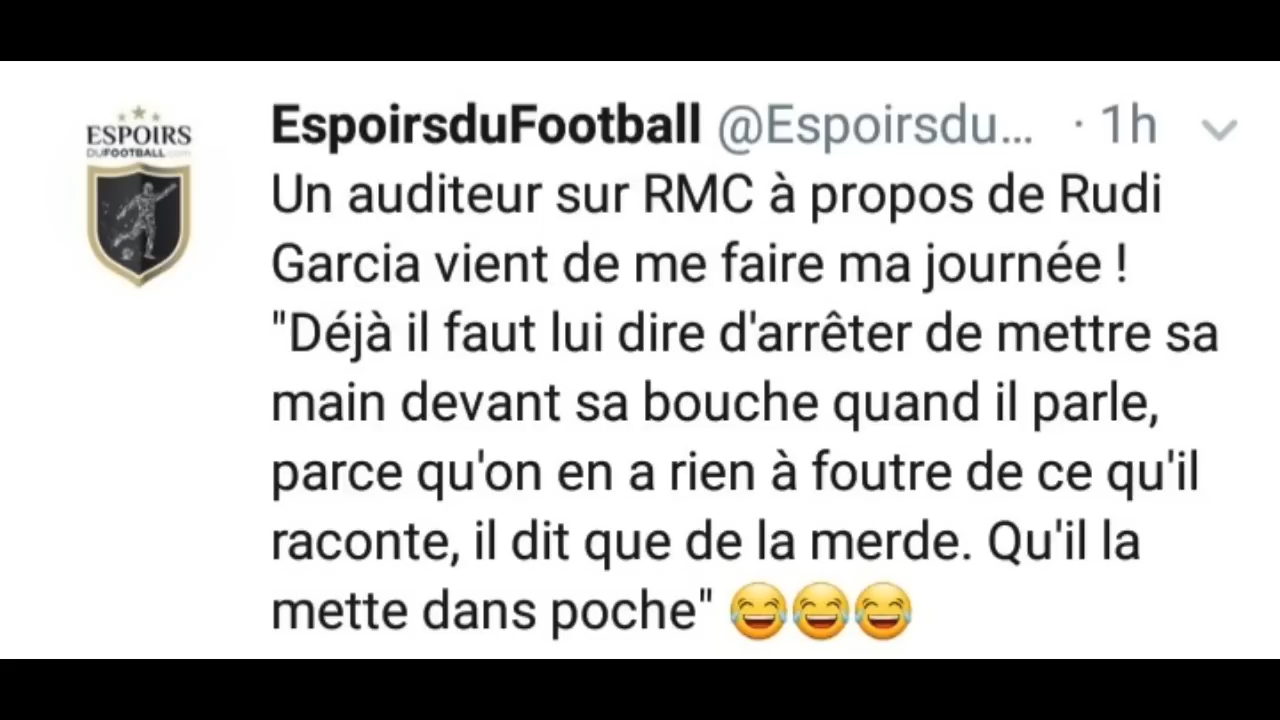 ESPOIRS
DUFOOTBALL.com
EspoirsduFootball @Espoirsdu... · 1h
Un auditeur sur RMC à propos de Rudi
Garcia vient de me faire ma journée !
"Déjà il faut lui dire d'arrêter de mettre sa
main devant sa bouche quand il parle,
parce qu'on en a rien à foutre de ce qu'il
raconte, il dit que de la merde. Qu'il la
mette dans poche" 😂😂😂